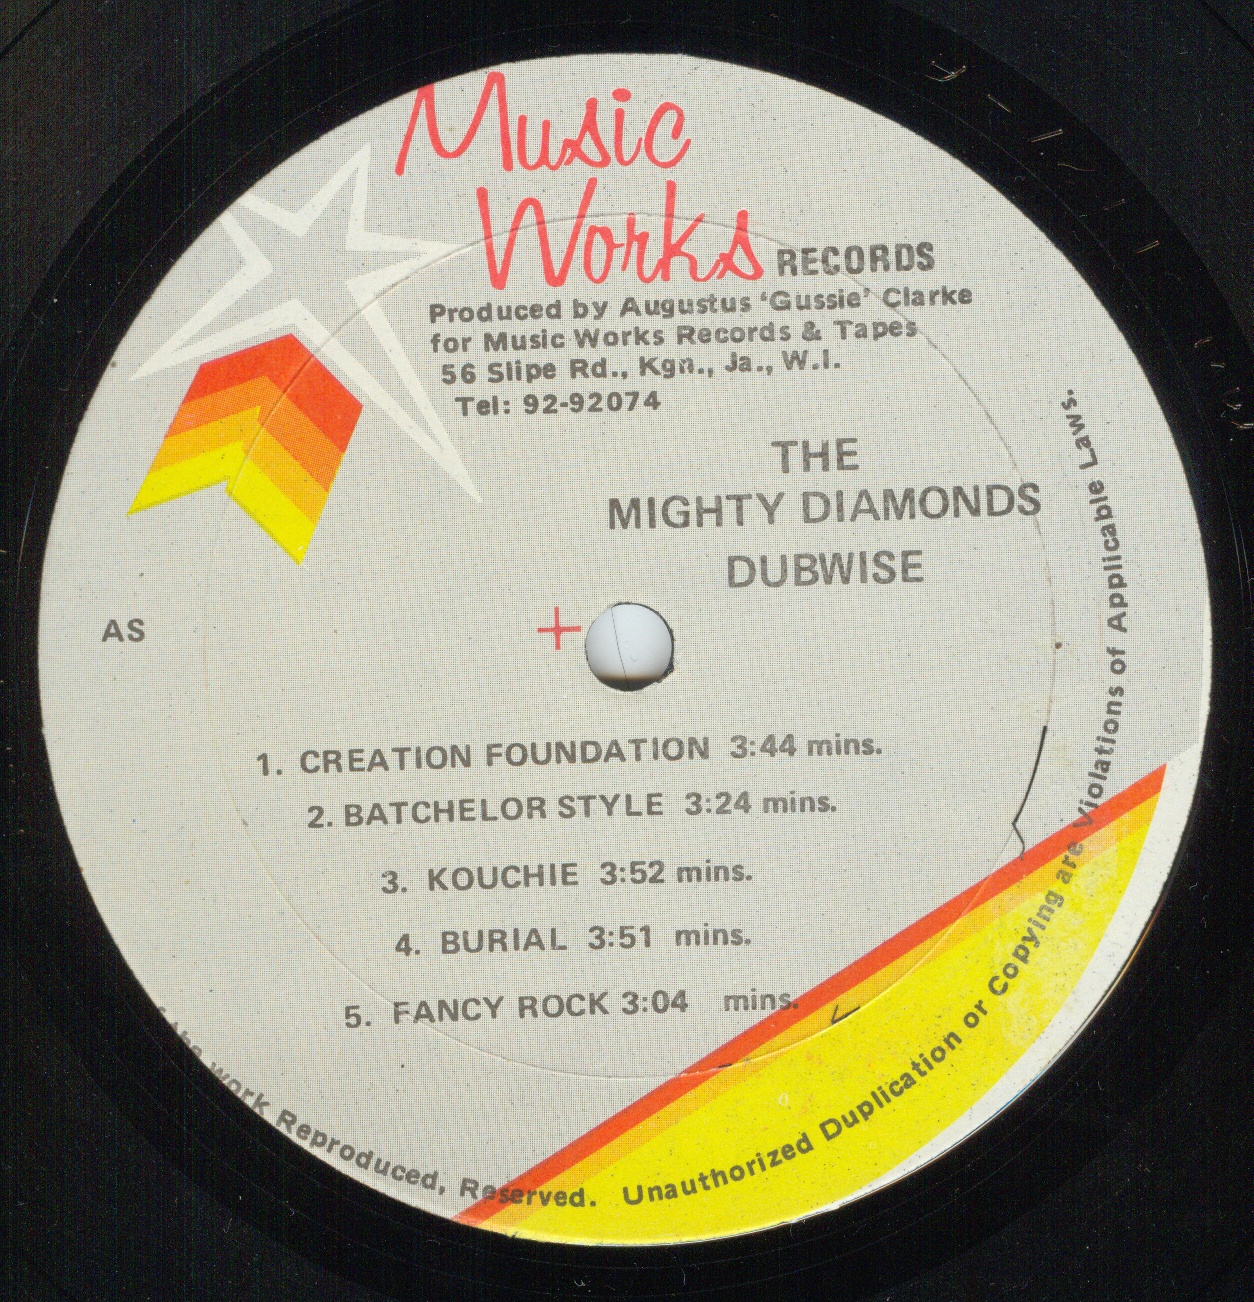 Music
Works RECORDS
Produced by Augustus ‘Gussie’ Clarke
for Music Works Records & Tapes
56 Slipe Rd., Kgn., Ja., W.I.
Tel: 92-92074
THE
MIGHTY DIAMONDS
DUBWISE
AS
1. CREATION FOUNDATION 3:44 mins.
2. BATCHELOR STYLE 3:24 mins.
3. KOUCHIE 3:52 mins.
4. BURIAL 3:51 mins.
5. FANCY ROCK 3:04 mins.
the work Reproduced, Reserved. Unauthorized Duplication or Copying are Violations of Applicable Laws.